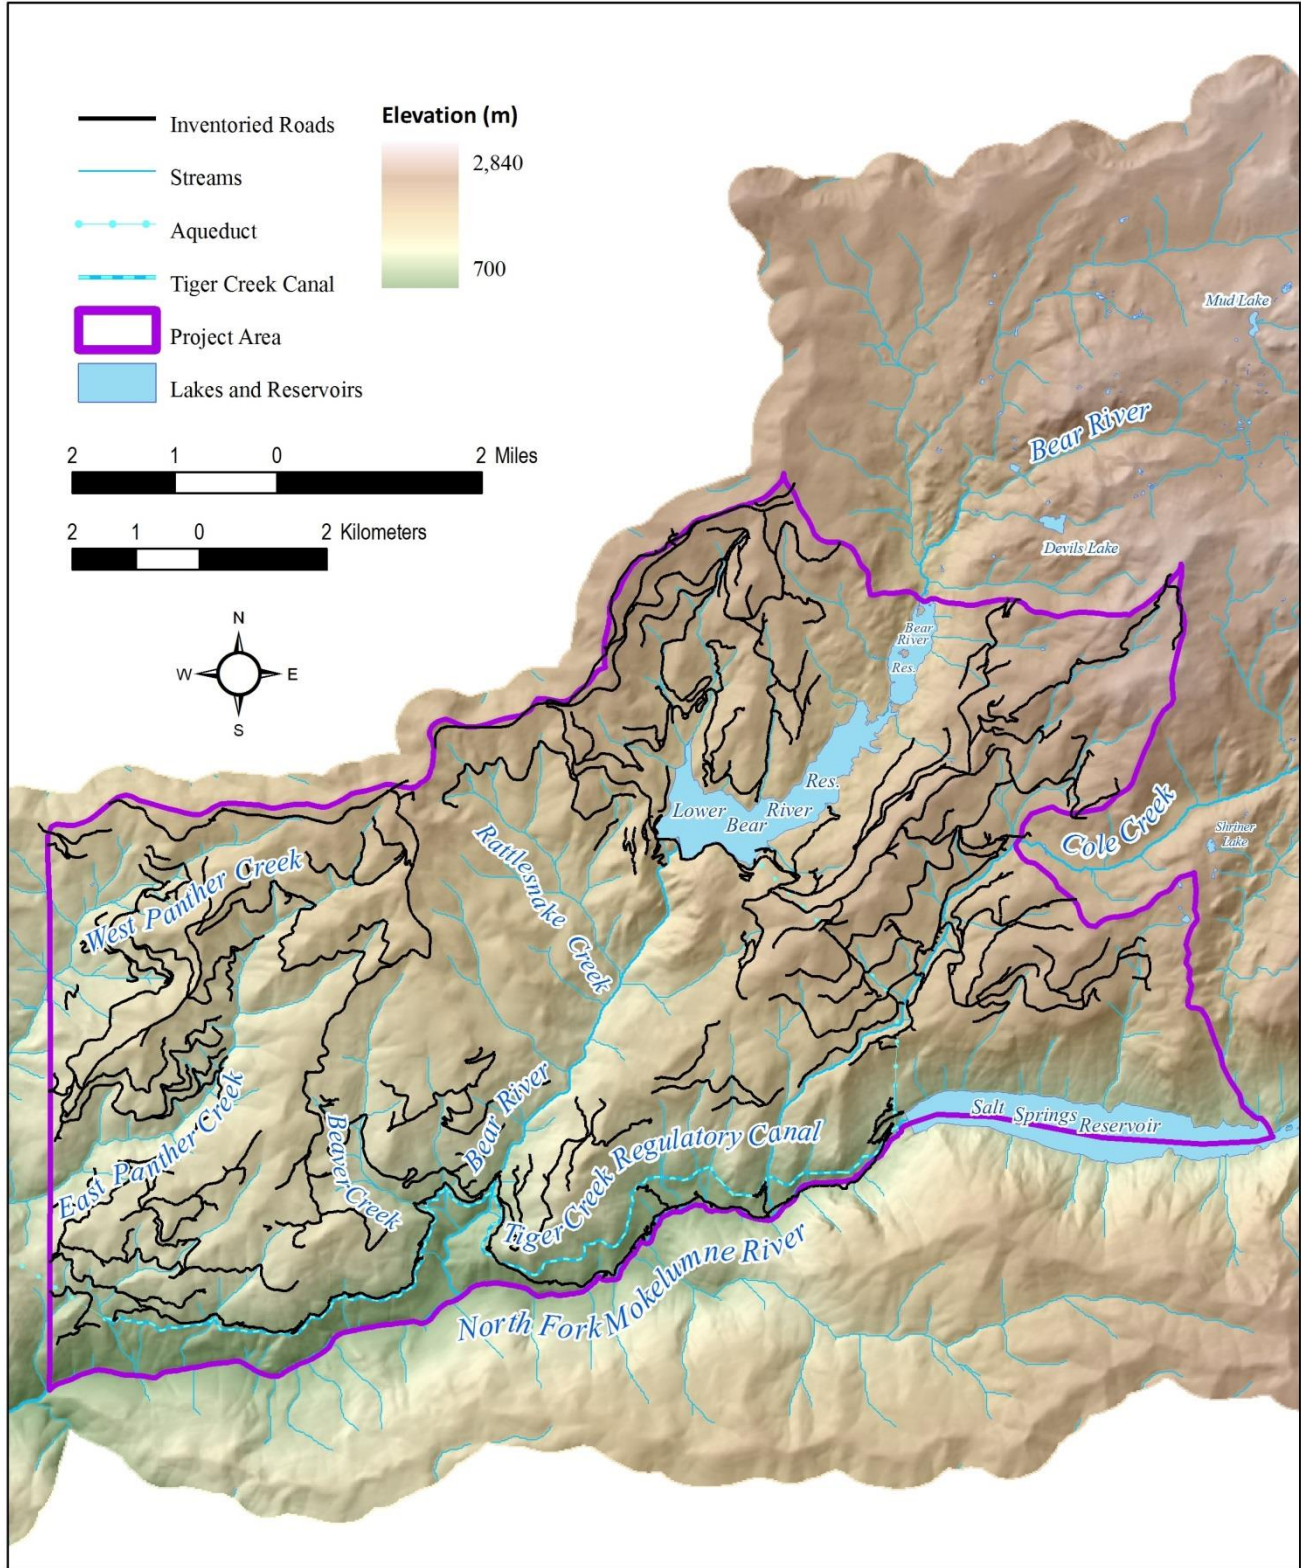 Elevation (m)
Inventoried Roads
2,840
Streams
Aqueduct
700
Tiger Creek Canal
Project Area
Lakes and Reservoirs
2 1 0 2 Miles
2 1 0 2 Kilometers
N
W E
S
Mud Lake
Bear River
Devils Lake
Bear
River
Res.
Lower
Bear
River
Res.
Cole Creek
Shriner
Lake
Rattlesnake Creek
West Panther Creek
East Panther Creek
Beaver Creek
Bear River
Salt Springs Reservoir
Tiger Creek Regulatory Canal
North Fork Mokelumne River